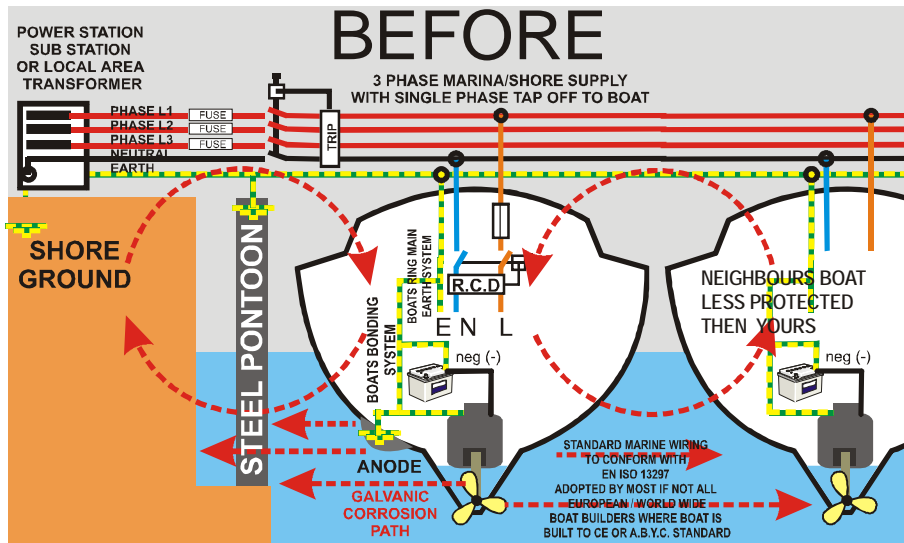 BEFORE
POWER STATION
SUB STATION
OR LOCAL AREA
TRANSFORMER
3 PHASE MARINA/SHORE SUPPLY
WITH SINGLE PHASE TAP OFF TO BOAT
PHASE L1
FUSE
PHASE L2
FUSE
PHASE L3
FUSE
NEUTRAL
EARTH
TRIP
SHORE
GROUND
STEEL PONTOON
BOATS BONDING
SYSTEM
BOATS RING MAIN
EARTH SYSTEM
R.C.D
E N L
neg (-)
ANODE
GALVANIC
CORROSION
PATH
NEIGHBOURS BOAT
LESS PROTECTED
THEN YOURS
neg (-)
STANDARD MARINE WIRING
TO CONFORM WITH
EN ISO 13297
ADOPTED BY MOST IF NOT ALL
EUROPEAN / WORLD WIDE
BOAT BUILDERS WHERE BOAT IS
BUILT TO CE OR A.B.Y.C. STANDARD